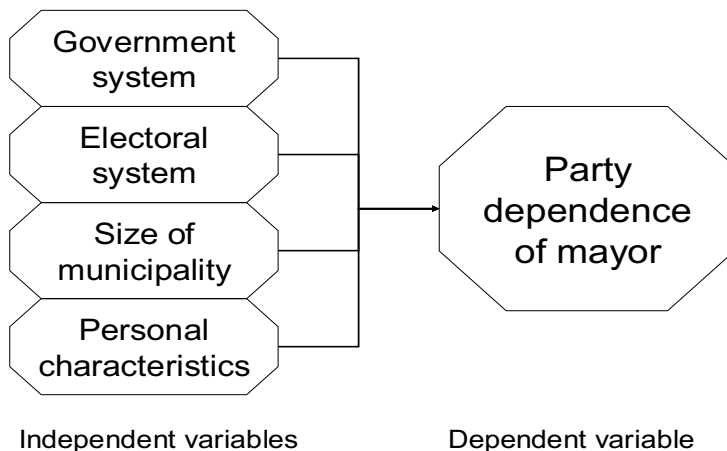 Government
system
Electoral
system
Size of
municipality
Personal
characteristics
Party
dependence
of mayor
Independent variables
Dependent variable